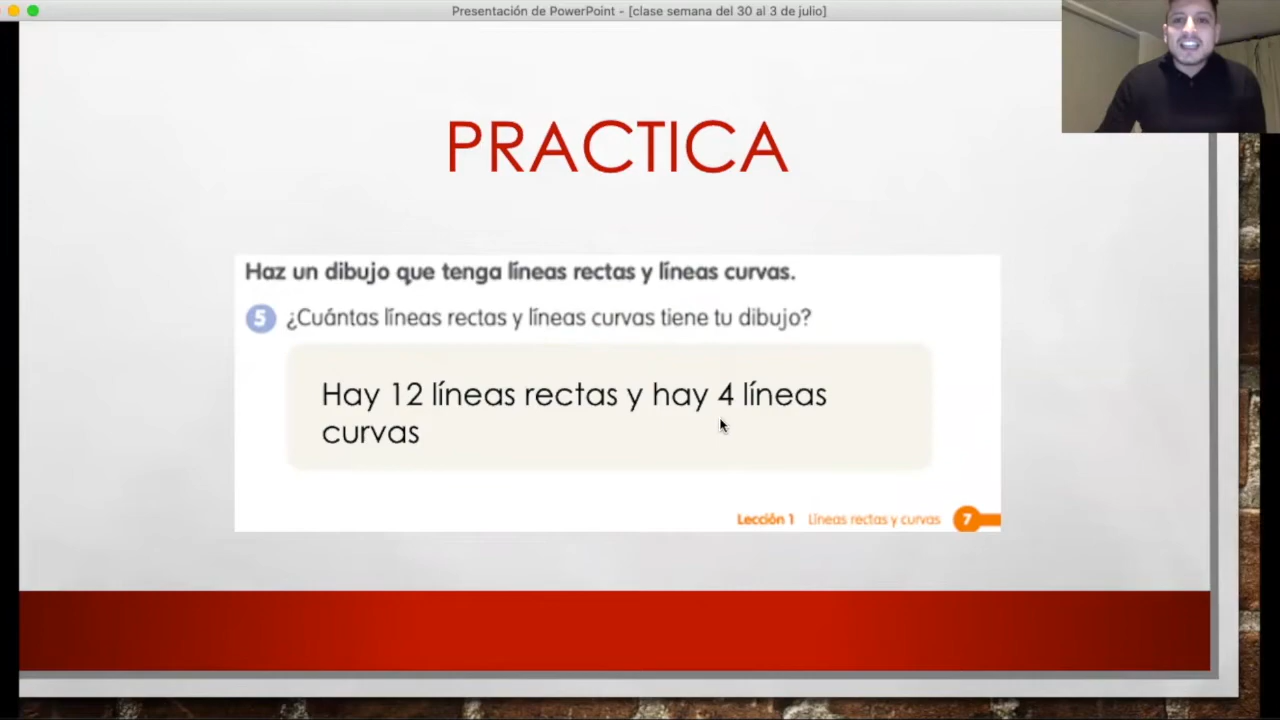 Presentación de PowerPoint - [clase semana del 30 al 3 de julio]
PRACTICA
Haz un dibujo que tenga líneas rectas y líneas curvas.
5 ¿Cuántas líneas rectas y líneas curvas tiene tu dibujo?
Hay 12 líneas rectas y hay 4 líneas
curvas
Lección 1 Líneas rectas y curvas 7